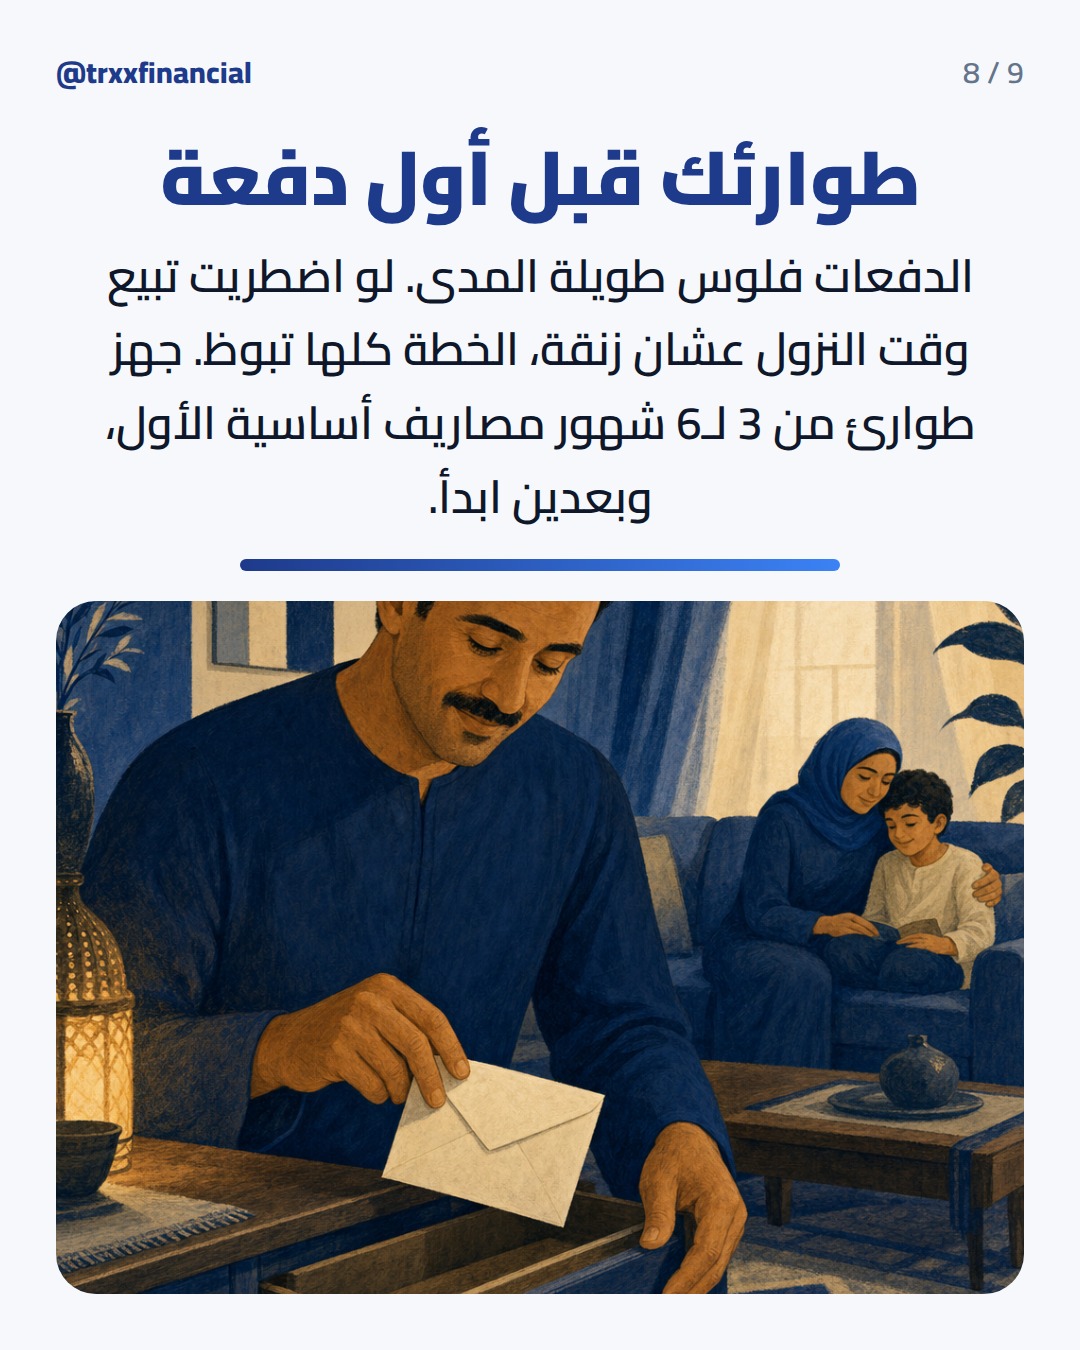 @trxxfinancial
8 / 9
طوارئك قبل أول دفعة
الدفعات فلوس طويلة المدى. لو اضطريت تبيع
وقت النزول عشان زنقة، الخطة كلها تبوظ. جهز
طوارئ من 3 لـ6 شهور مصاريف أساسية الأول،
وبعدين ابدأ.